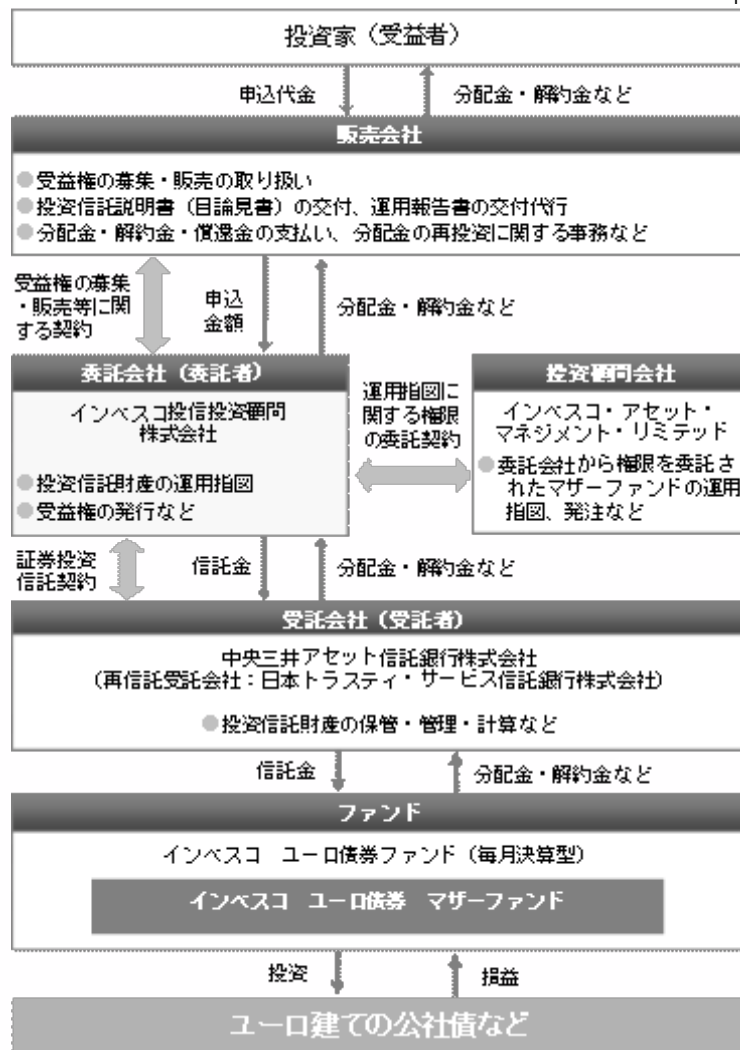 投資家（受益者）
申込代金
分配金・解約金など
販売会社
●受益権の募集・販売の取り扱い
●投資信託説明書（目論見書）の交付、運用報告書の交付代行
●分配金・解約金・償還金の支払い、分配金の再投資に関する事務など
受益権の募集
・販売等に関
する契約
申込
金額
分配金・解約金など
委託会社（委託者）
インベスコ投信投資顧問
株式会社
●投資信託財産の運用指図
●受益権の発行など
運用指図に
関する権限
の委託契約
投資顧問会社
インベスコ・アセット・
マネジメント・リミテッド
●委託会社から権限を委託さ
れたマザーファンドの運用
指図、発注など
証券投資
信託契約
信託金
分配金・解約金など
受託会社（受託者）
中央三井アセット信託銀行株式会社
（再信託受託会社：日本トラスティ・サービス信託銀行株式会社）
●投資信託財産の保管・管理・計算など
信託金
分配金・解約金など
ファンド
インベスコ　ユーロ債券ファンド（毎月決算型）
インベスコ　ユーロ債券　マザーファンド
投資
損益
ユーロ建ての公社債など